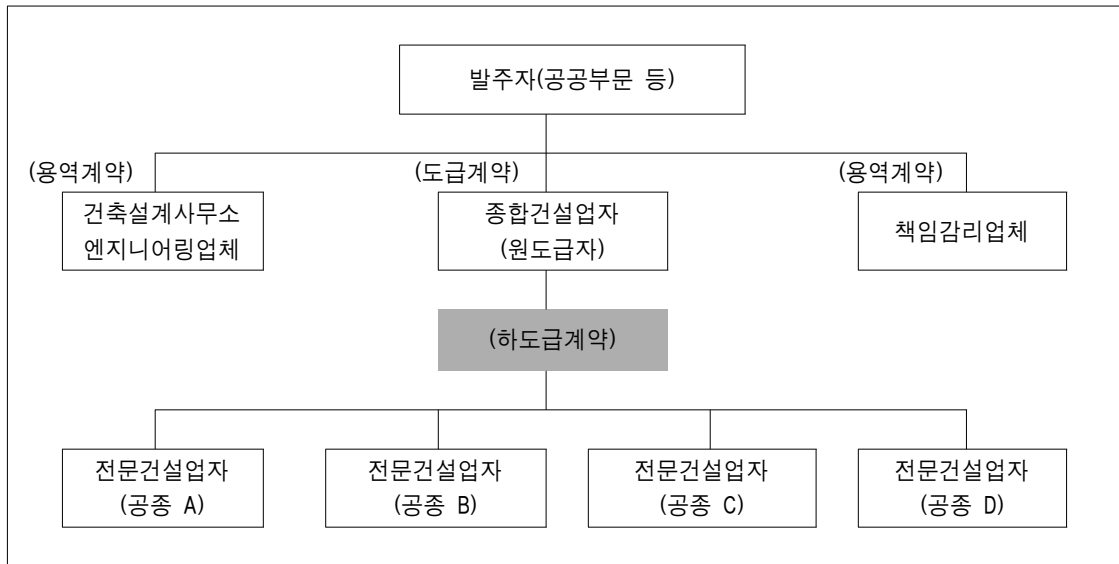 발주자(공공부문 등)
(용역계약)
(도급계약)
(용역계약)
건축설계사무소
엔지니어링업체
종합건설업자
(원도급자)
책임감리업체
(하도급계약)
전문건설업자
(공종 A)
전문건설업자
(공종 B)
전문건설업자
(공종 C)
전문건설업자
(공종 D)